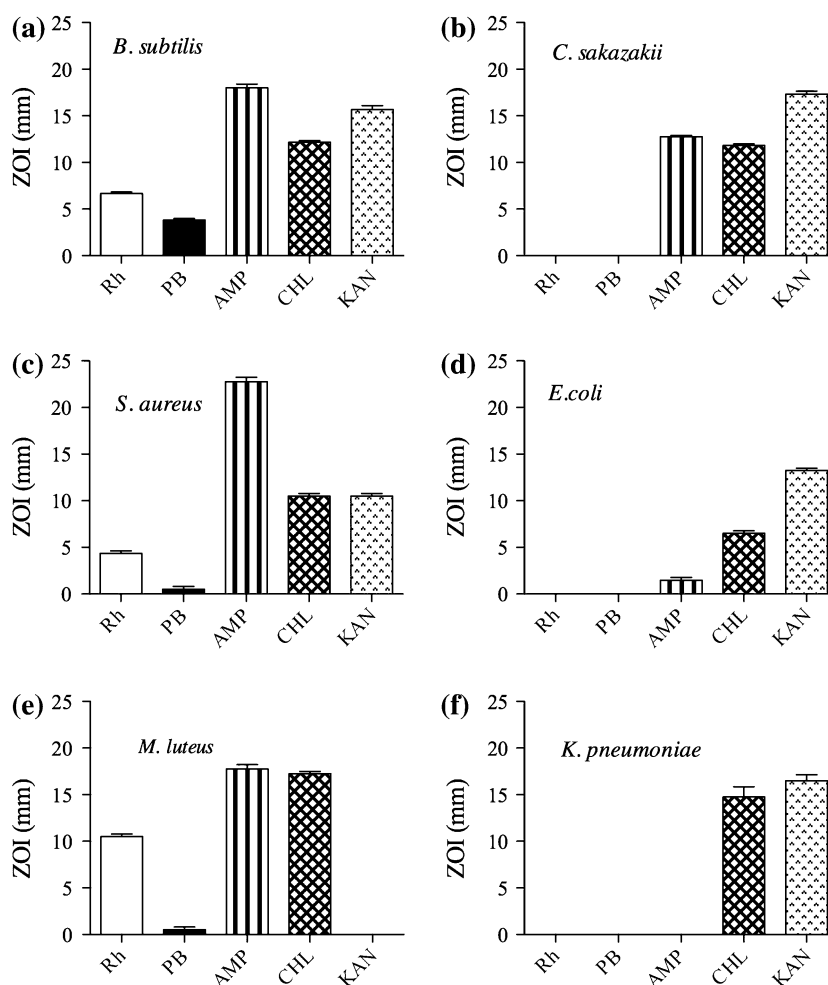 (a)
B. subtilis
ZOI (mm)
25
20
15
10
5
0
Rh
PB
AMP
CHL
KAN
(b)
C. sakazakii
ZOI (mm)
25
20
15
10
5
0
Rh
PB
AMP
CHL
KAN
(c)
S. aureus
ZOI (mm)
25
20
15
10
5
0
Rh
PB
AMP
CHL
KAN
(d)
E.coli
ZOI (mm)
25
20
15
10
5
0
Rh
PB
AMP
CHL
KAN
(e)
M. luteus
ZOI (mm)
25
20
15
10
5
0
Rh
PB
AMP
CHL
KAN
(f)
K. pneumoniae
ZOI (mm)
25
20
15
10
5
0
Rh
PB
AMP
CHL
KAN